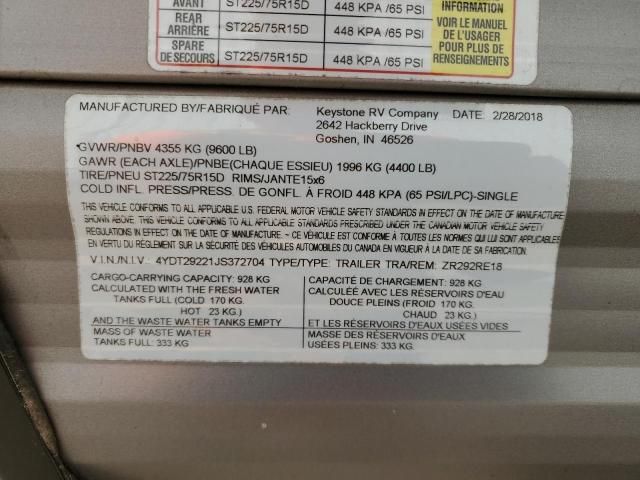 AVANT ST225/75R15D 448 KPA /65 PSI
INFORMATION
REAR
ARRIÈRE ST225/75R15D 448 KPA /65 PSI
VOIR LE MANUEL
DE L'USAGER
POUR PLUS DE
RENSEIGNEMENTS
SPARE
DE SECOURS ST225/75R15D 448 KPA /65 PSI
MANUFACTURED BY/FABRIQUÉ PAR: Keystone RV Company DATE: 2/28/2018
2642 Hackberry Drive
Goshen, IN 46526
GVWR/PNBV 4355 KG (9600 LB)
GAWR (EACH AXLE)/PNBE(CHAQUE ESSIEU) 1996 KG (4400 LB)
TIRE/PNEU ST225/75R15D RIMS/JANTE15x6
COLD INFL. PRESS/PRESS. DE GONFL. À FROID 448 KPA (65 PSI/LPC)-SINGLE
THIS VEHICLE CONFORMS TO ALL APPLICABLE U.S. FEDERAL MOTOR VEHICLE SAFETY STANDARDS IN EFFECT ON THE DATE OF MANUFACTURE
SHOWN ABOVE. THIS VEHICLE CONFORMS TO ALL APPLICABLE STANDARDS PRESCRIBED UNDER THE CANADIAN MOTOR VEHICLE SAFETY
REGULATIONS IN EFFECT ON THE DATE OF MANUFACTURE. – CE VÉHICULE EST CONFORME À TOUTES LES NORMES QUI LUI SONT APPLICABLES
EN VERTU DU RÈGLEMENT SUR LA SÉCURITÉ DES VÉHICULES AUTOMOBILES DU CANADA EN VIGUEUR À LA DATE DE SA FABRICATION.
V.I.N./N.I.V.: 4YDT29221JS372704 TYPE/TYPE: TRAILER TRA/REM: ZR292RE18
CARGO-CARRYING CAPACITY: 928 KG
CALCULATED WITH THE FRESH WATER
TANKS FULL (COLD 170 KG.
HOT 23 KG.)
AND THE WASTE WATER TANKS EMPTY
MASS OF WASTE WATER
TANKS FULL: 333 KG
CAPACITÉ DE CHARGEMENT: 928 KG
CALCULÉE AVEC LES RÉSERVOIRS D'EAU
DOUCE PLEINS (FROID 170 KG.
CHAUD 23 KG.)
ET LES RÉSERVOIRS D'EAUX USÉES VIDES
MASSE DES RÉSERVOIRS D'EAUX
USÉES PLEINS: 333 KG.